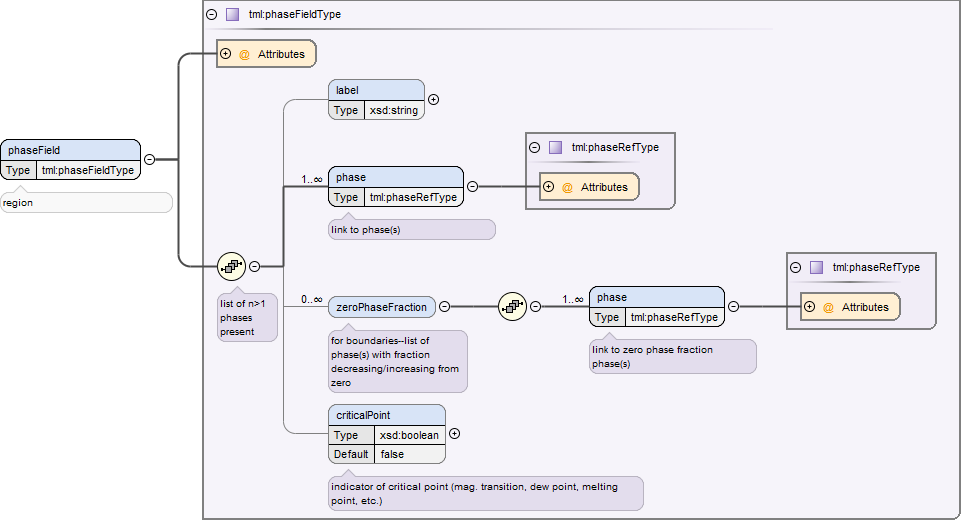 tml:phaseFieldType
@ Attributes
label
Type xsd:string
phaseField
Type tml:phaseFieldType
region
1..∞
phase
Type tml:phaseRefType
link to phase(s)
tml:phaseRefType
@ Attributes
list of n>1
phases
present
0..∞
zeroPhaseFraction
for boundaries--list of
phase(s) with fraction
decreasing/increasing from
zero
1..∞
phase
Type tml:phaseRefType
link to zero phase fraction
phase(s)
tml:phaseRefType
@ Attributes
criticalPoint
Type xsd:boolean
Default false
indicator of critical point (mag. transition, dew point, melting
point, etc.)